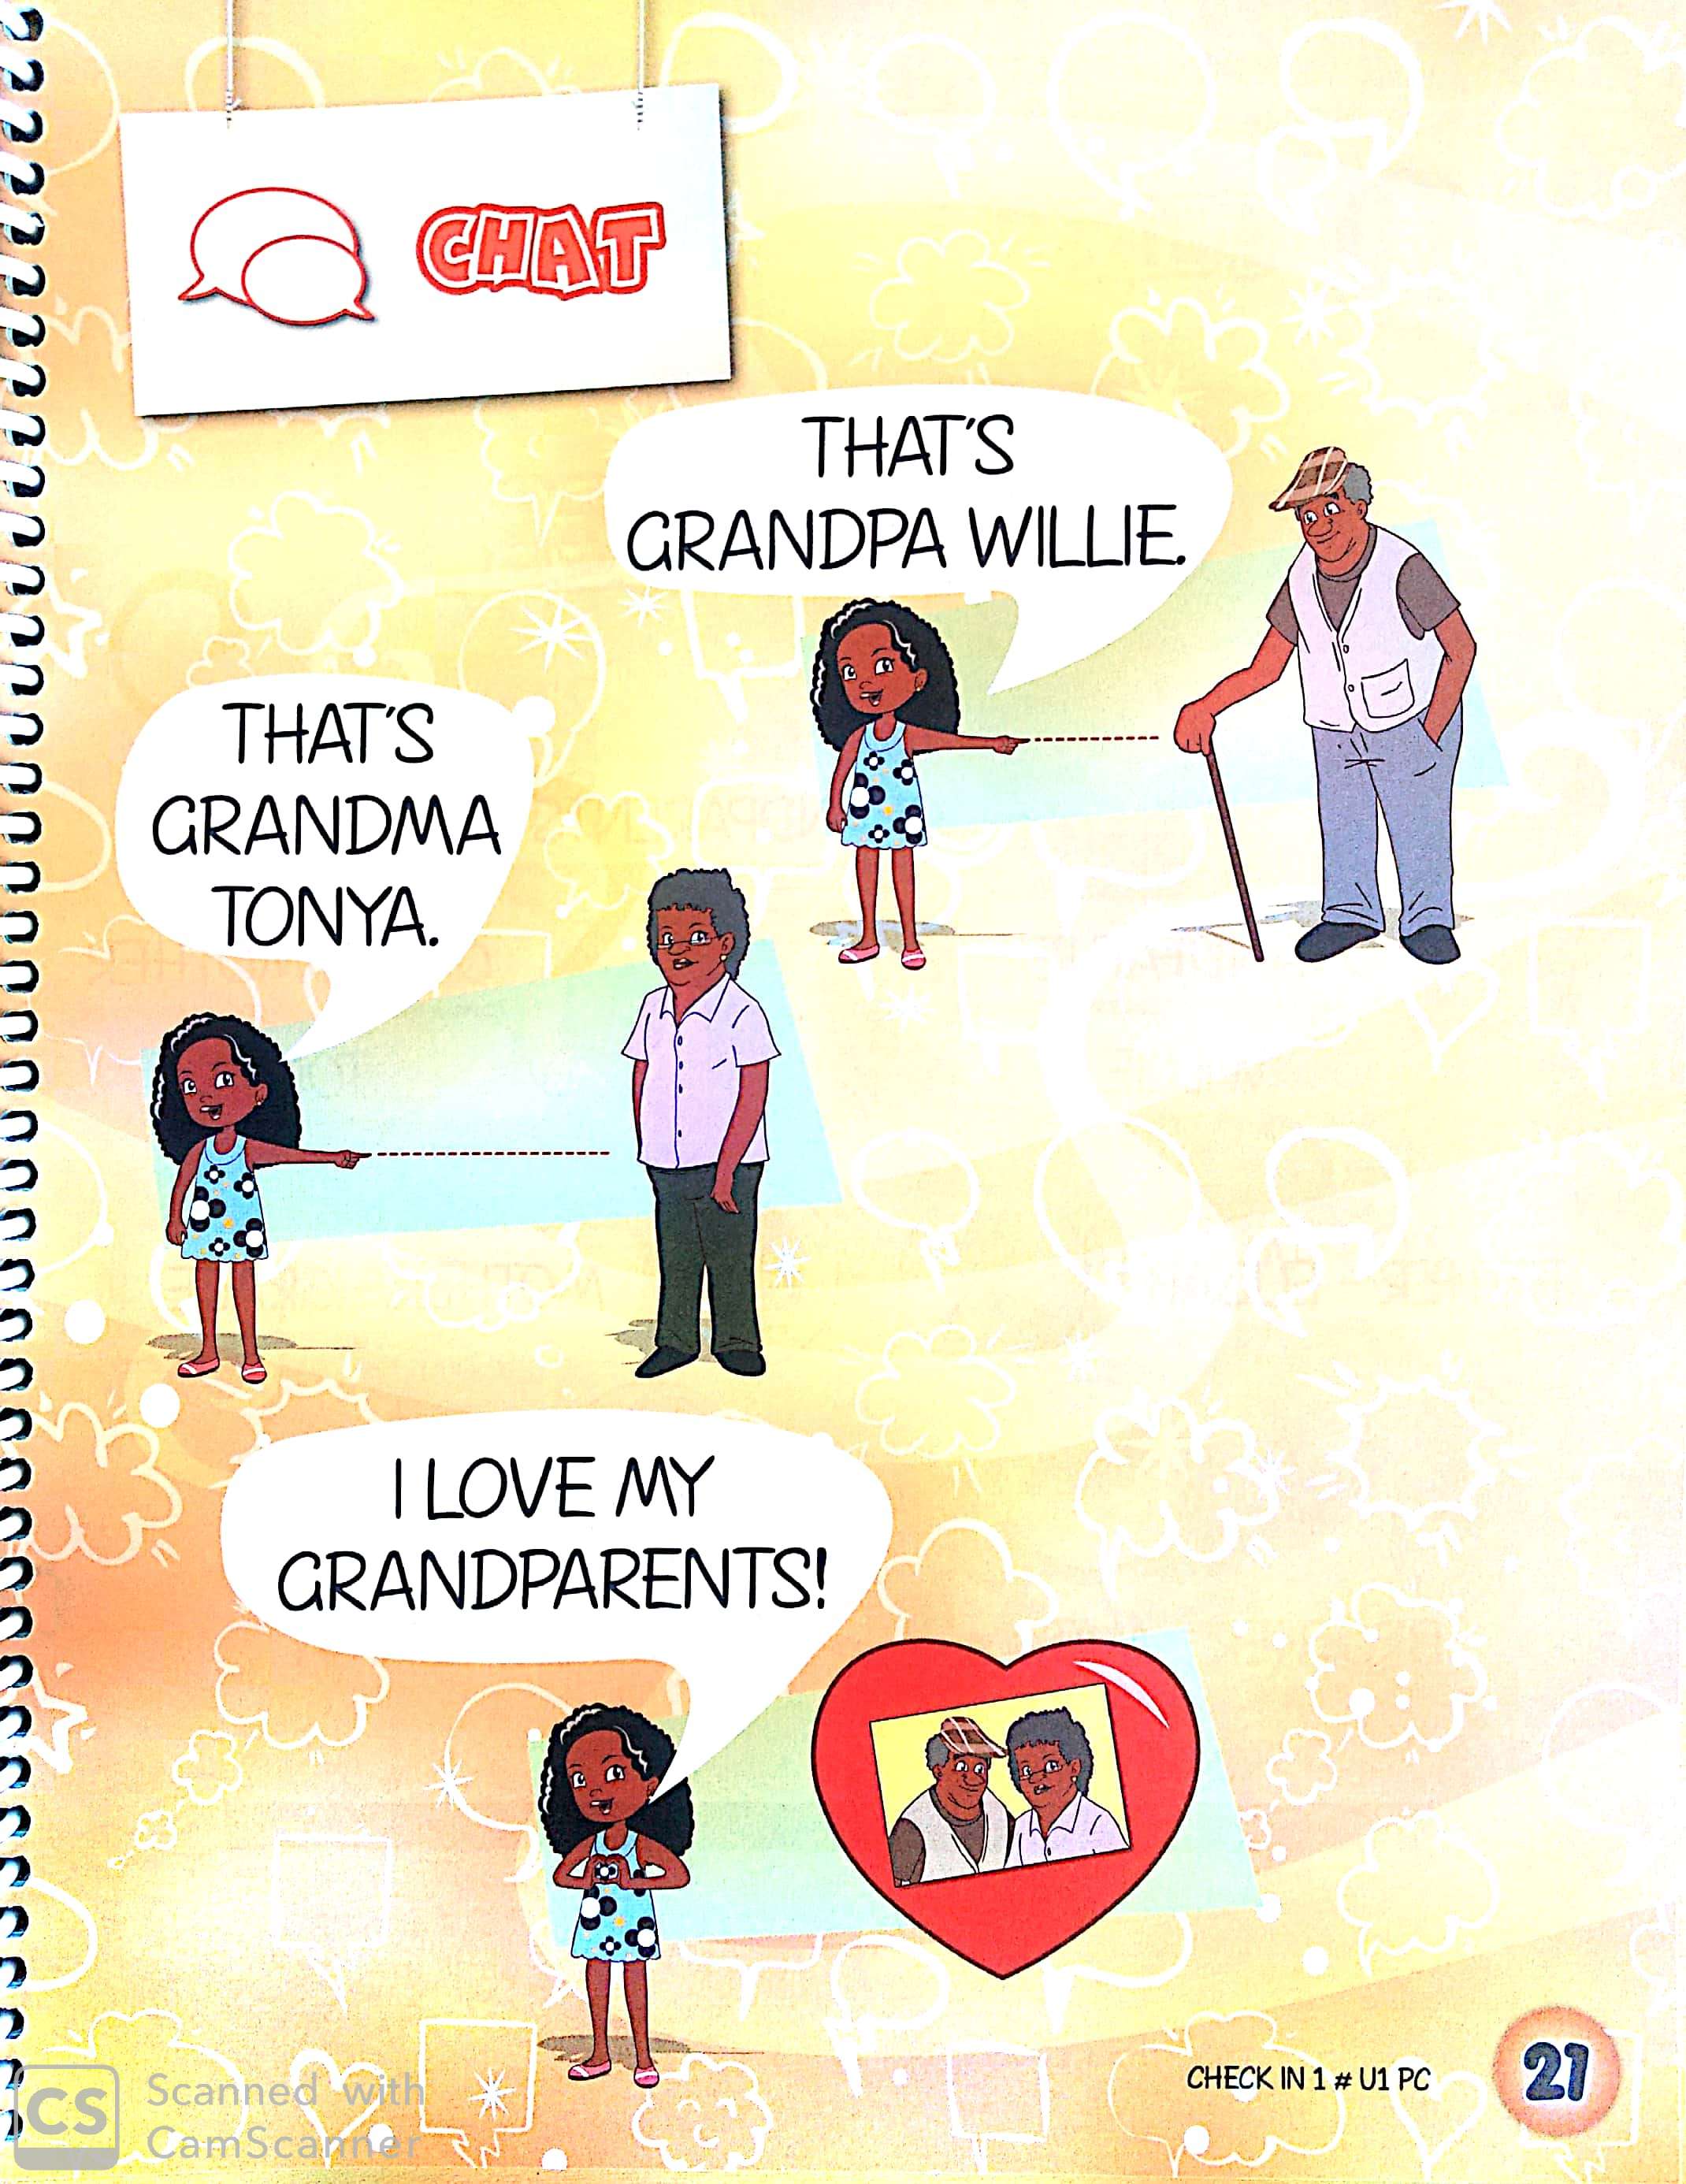 CHAT
THAT'S
GRANDPA WILLIE.
THAT'S
GRANDMA
TONYA.
I LOVE MY
GRANDPARENTS!
CHECK IN 1 # U1 PC
21
CS
Scanned with
CamScanner